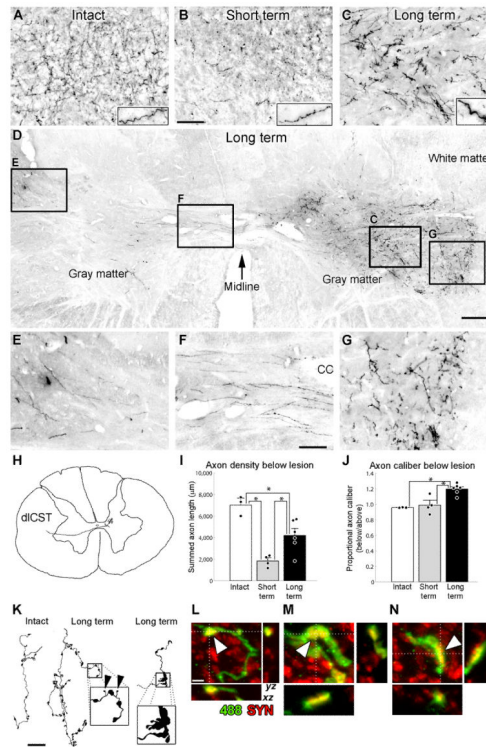 A Intact
B Short term
C Long term
D Long term
E
F
C
G
White matte
Gray matter
Midline
Gray matter
E
F
CC
G
H
dlCST
I Axon density below lesion
Summed axon length (um)
8,000
6,000
4,000
2,000
0
* * *
Intact Short term Long term
J Axon caliber below lesion
Proportional axon caliber (below/above)
1.4
1.2
1.0
0.8
0.6
0.4
0.2
0
Intact Short term Long term
K Intact Long term Long term
L
M
N
yz
xz
488 SYN